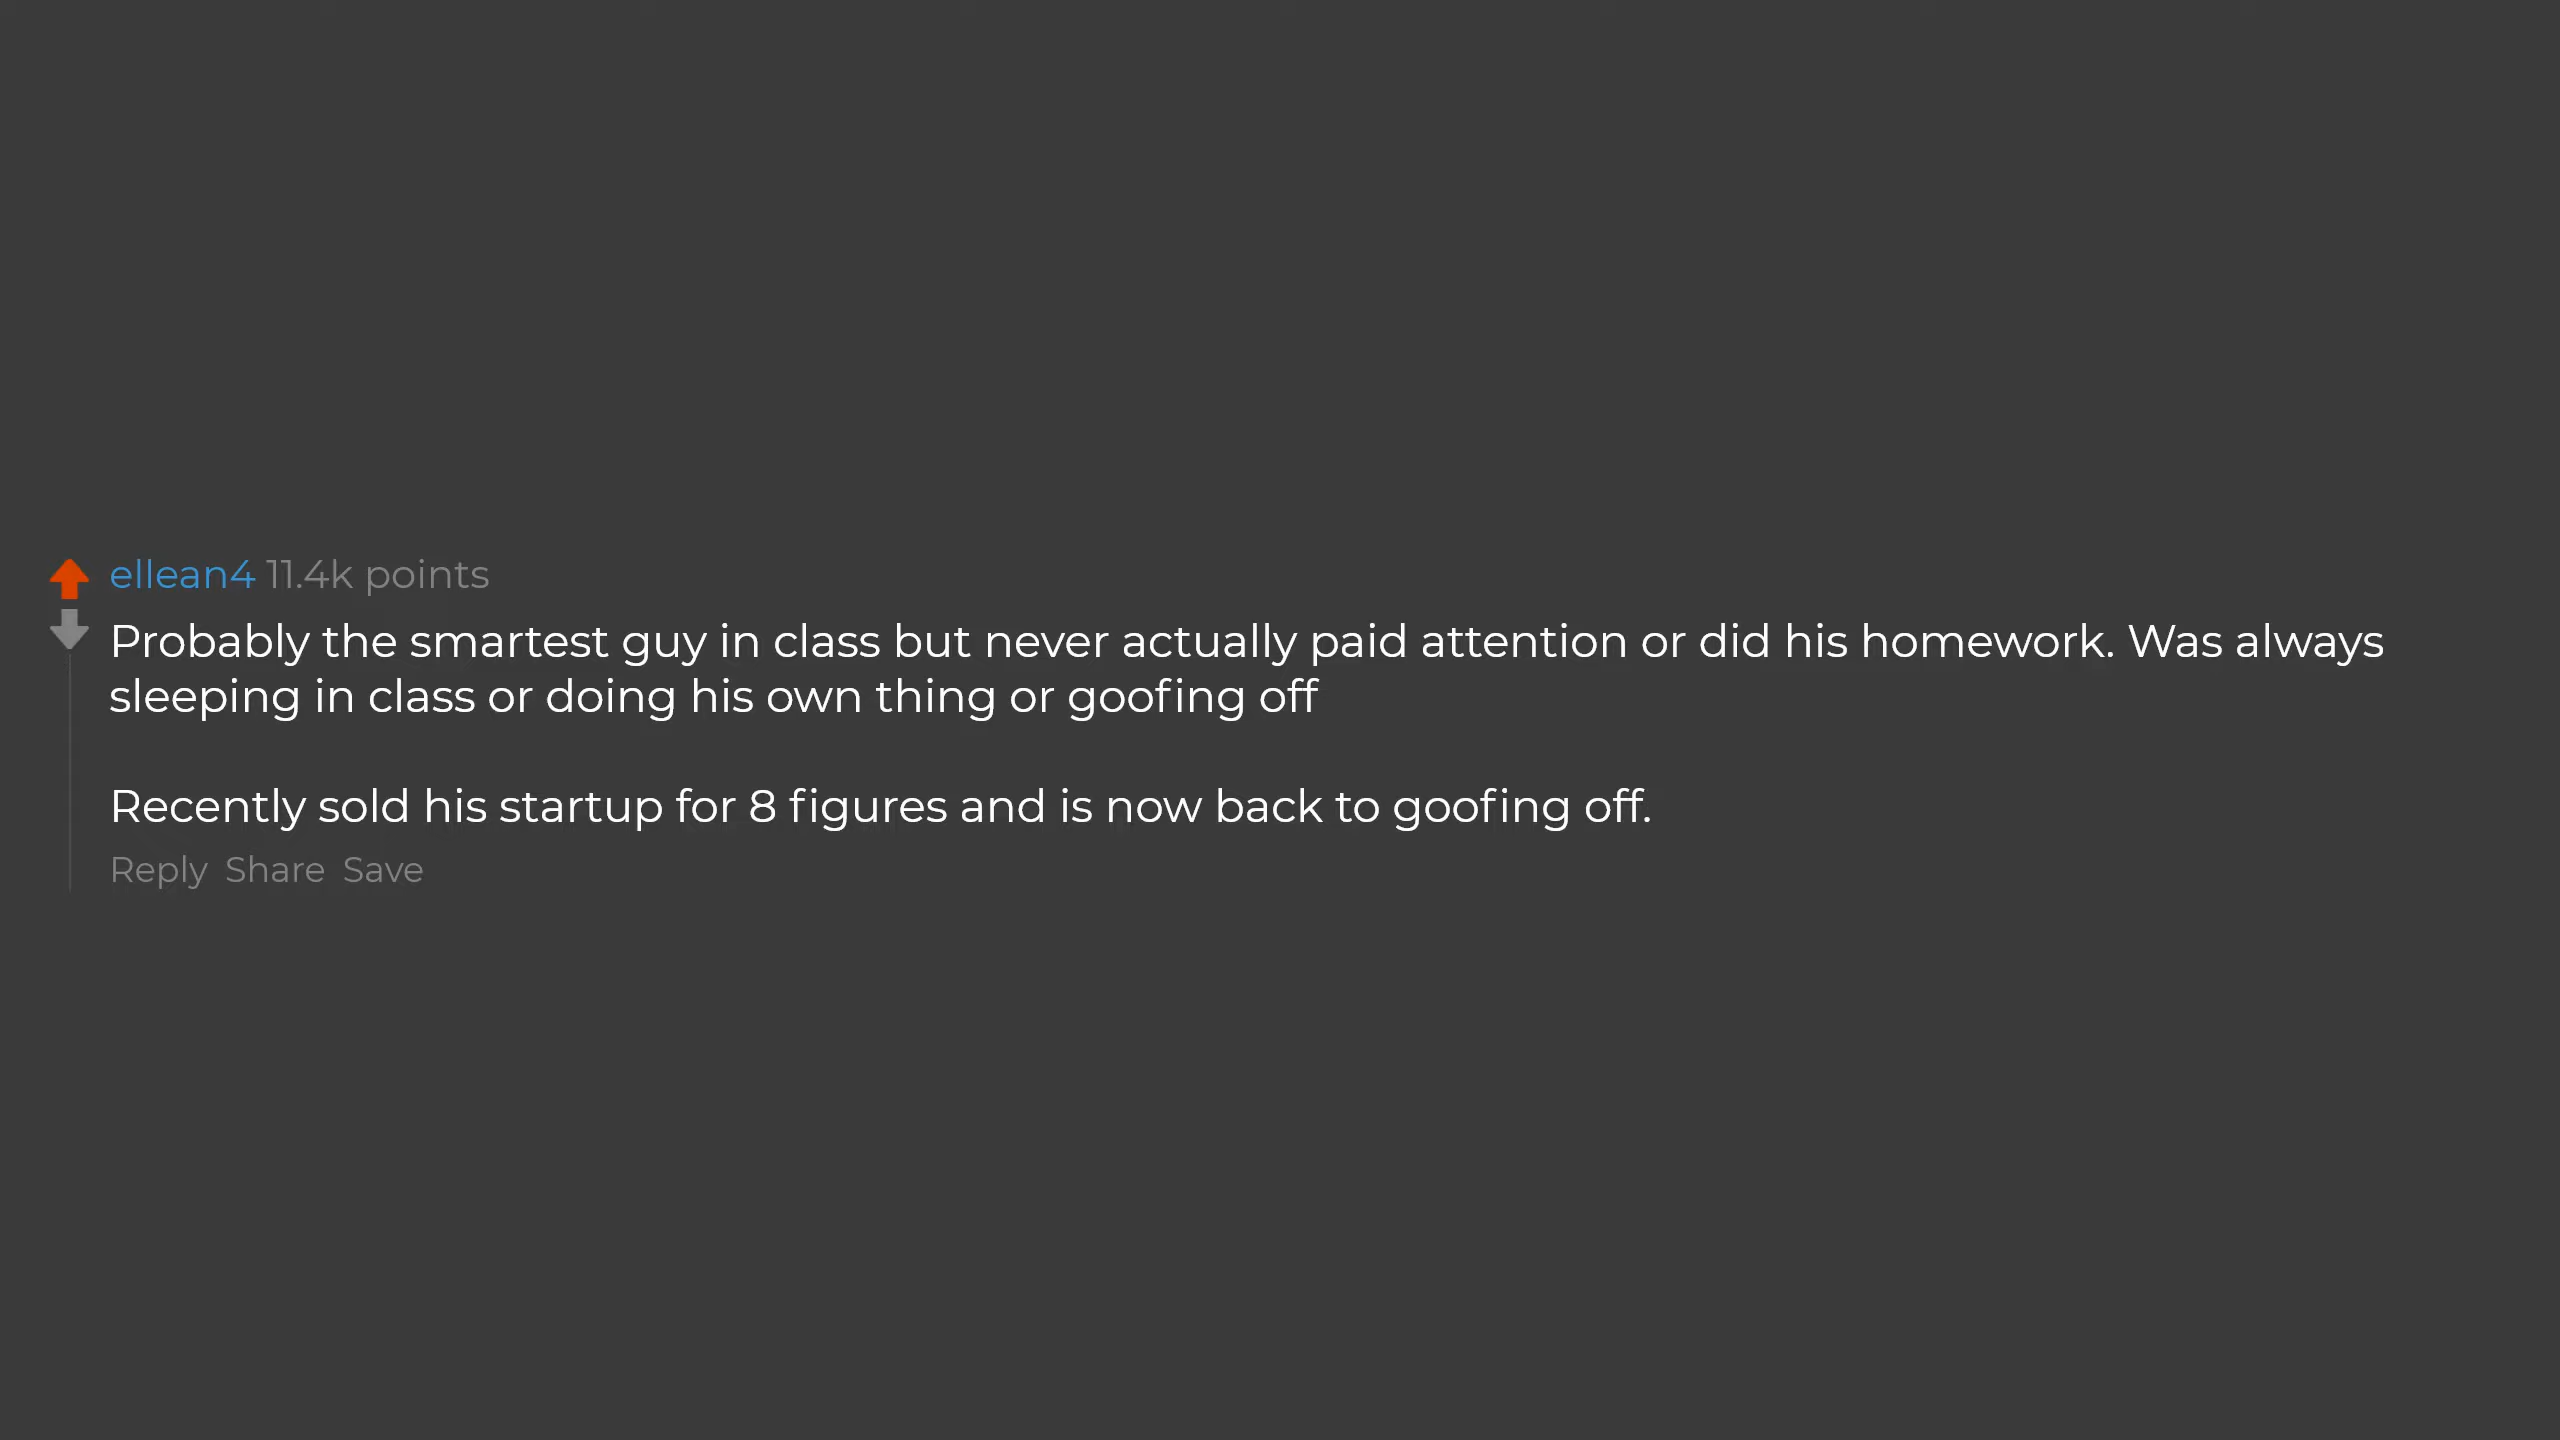 ellean4 11.4k points
Probably the smartest guy in class but never actually paid attention or did his homework. Was always
sleeping in class or doing his own thing or goofing off
Recently sold his startup for 8 figures and is now back to goofing off.
Reply Share Save